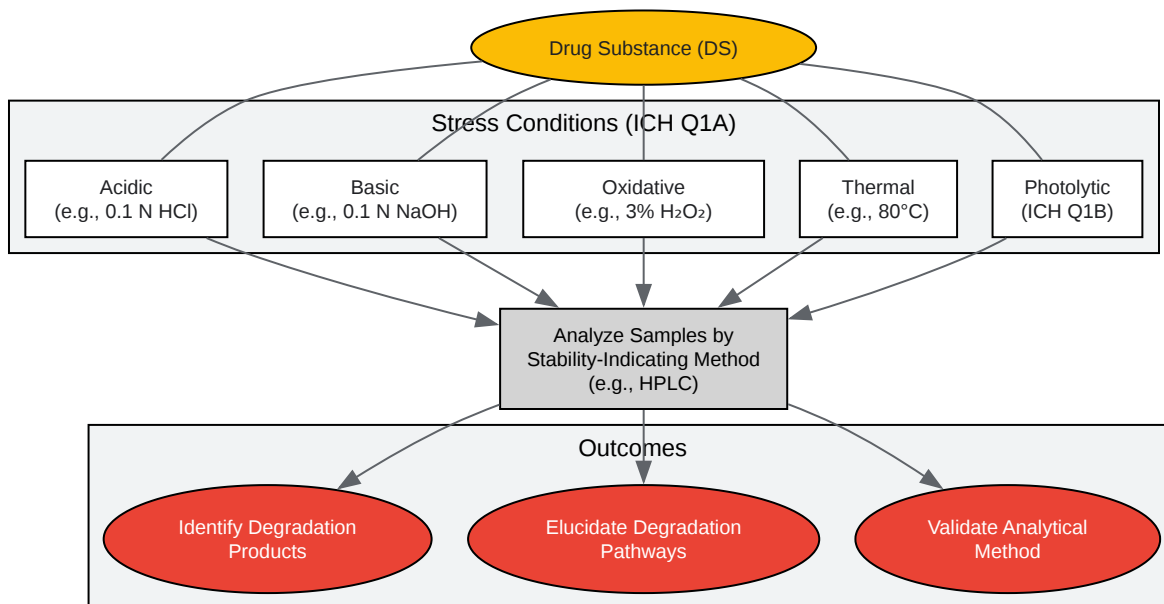 Drug Substance (DS)
Stress Conditions (ICH Q1A)
Acidic
(e.g., 0.1 N HCl)
Basic
(e.g., 0.1 N NaOH)
Oxidative
(e.g., 3% H₂O₂)
Thermal
(e.g., 80°C)
Photolytic
(ICH Q1B)
Analyze Samples by
Stability-Indicating Method
(e.g., HPLC)
Outcomes
Identify Degradation
Products
Elucidate Degradation
Pathways
Validate Analytical
Method